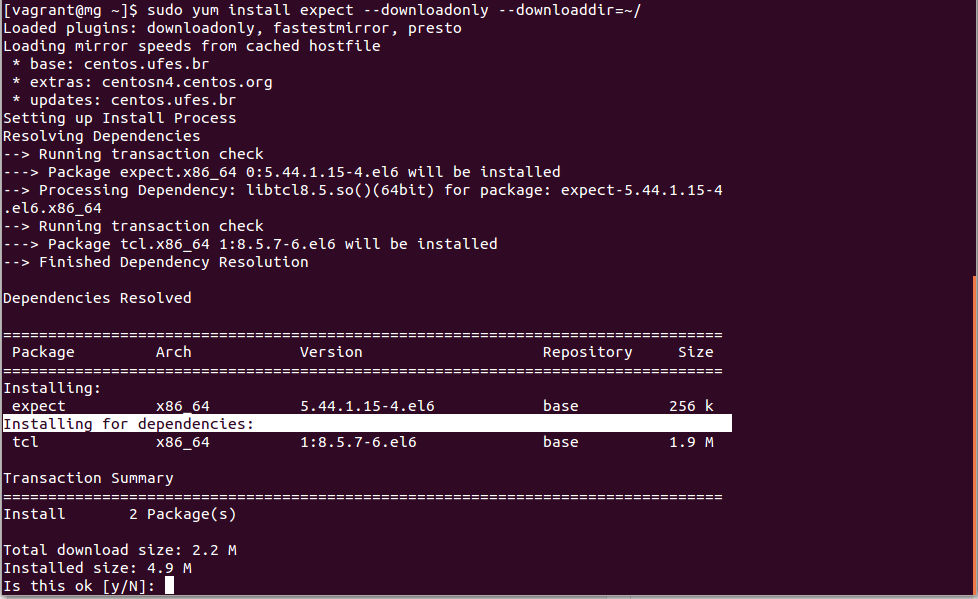 [vagrant@mg ~]$ sudo yum install expect --downloadonly --downloaddir=~/
Loaded plugins: downloadonly, fastestmirror, presto
Loading mirror speeds from cached hostfile
 * base: centos.ufes.br
 * extras: centosn4.centos.org
 * updates: centos.ufes.br
Setting up Install Process
Resolving Dependencies
--> Running transaction check
---> Package expect.x86_64 0:5.44.1.15-4.el6 will be installed
--> Processing Dependency: libtcl8.5.so()(64bit) for package: expect-5.44.1.15-4
.el6.x86_64
--> Running transaction check
---> Package tcl.x86_64 1:8.5.7-6.el6 will be installed
--> Finished Dependency Resolution

Dependencies Resolved

================================================================================
 Package         Arch            Version                    Repository     Size
================================================================================
Installing:
 expect          x86_64          5.44.1.15-4.el6            base          256 k
Installing for dependencies:
 tcl             x86_64          1:8.5.7-6.el6              base          1.9 M

Transaction Summary
================================================================================
Install       2 Package(s)

Total download size: 2.2 M
Installed size: 4.9 M
Is this ok [y/N]: